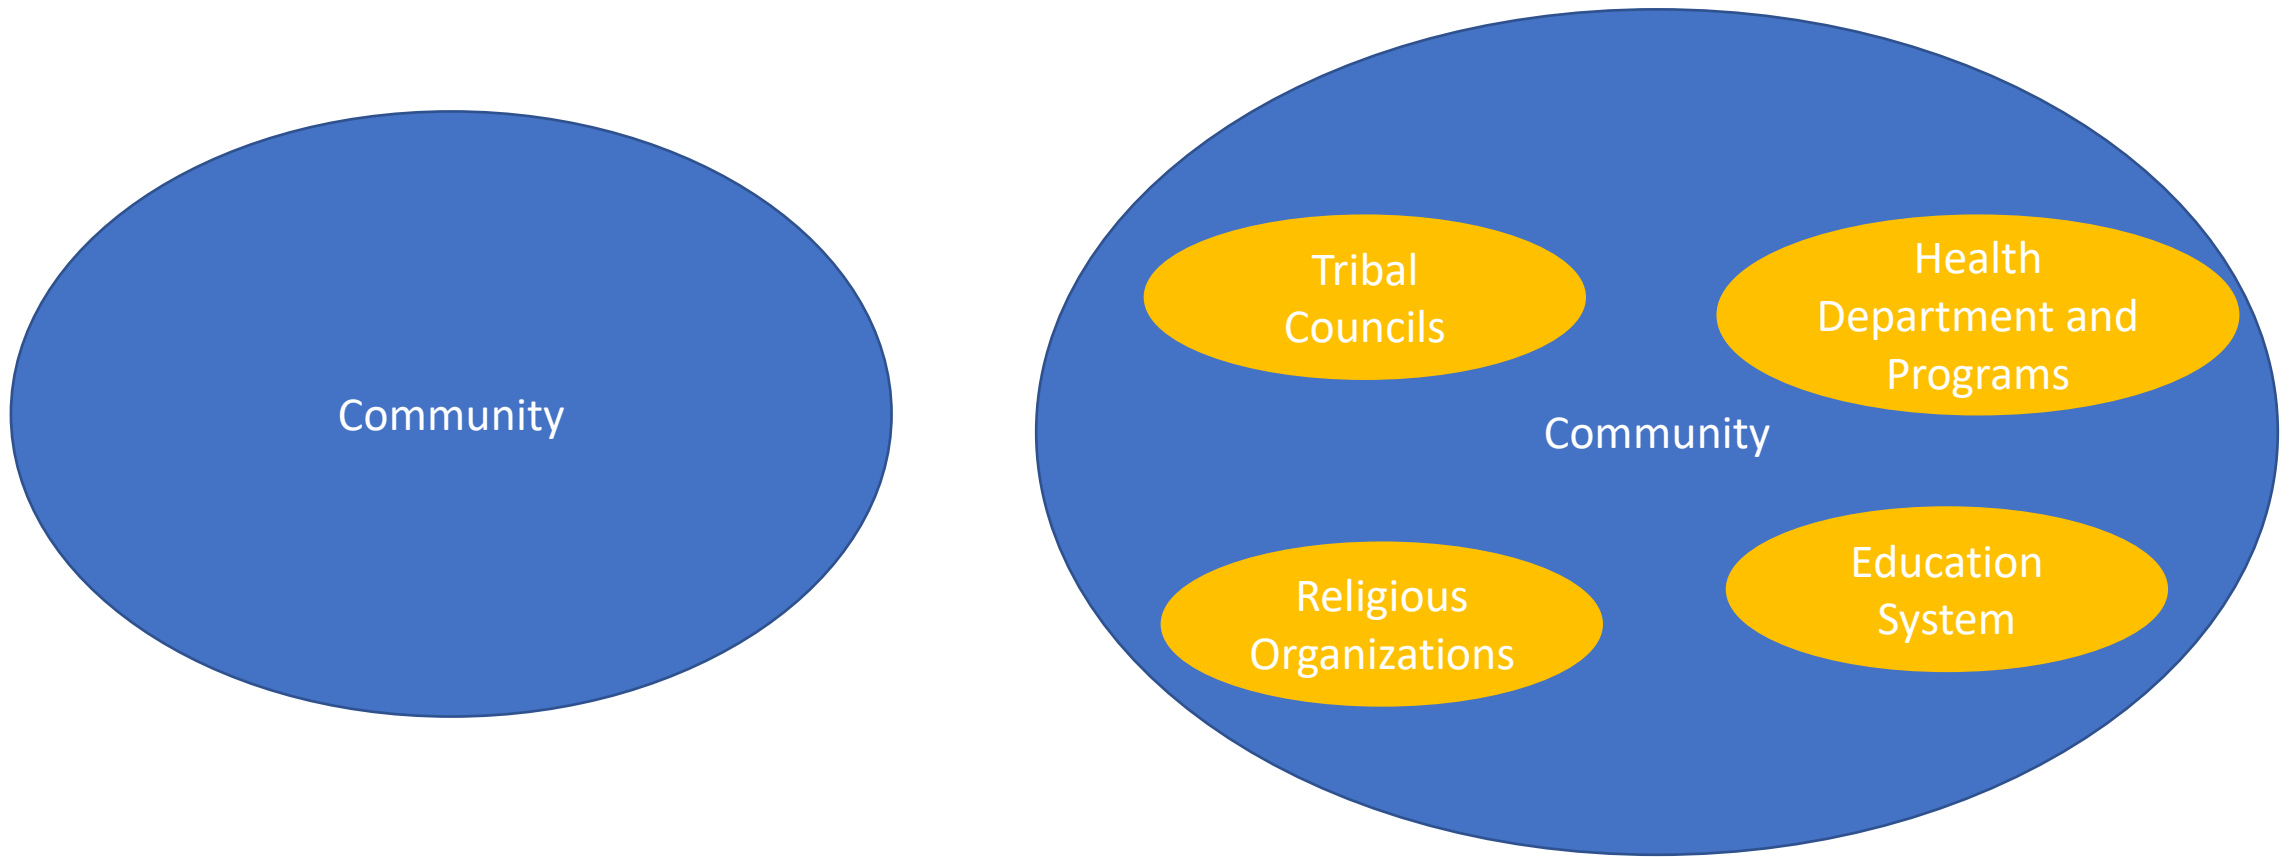 Community
Tribal
Councils
Health
Department and
Programs
Community
Religious
Organizations
Education
System